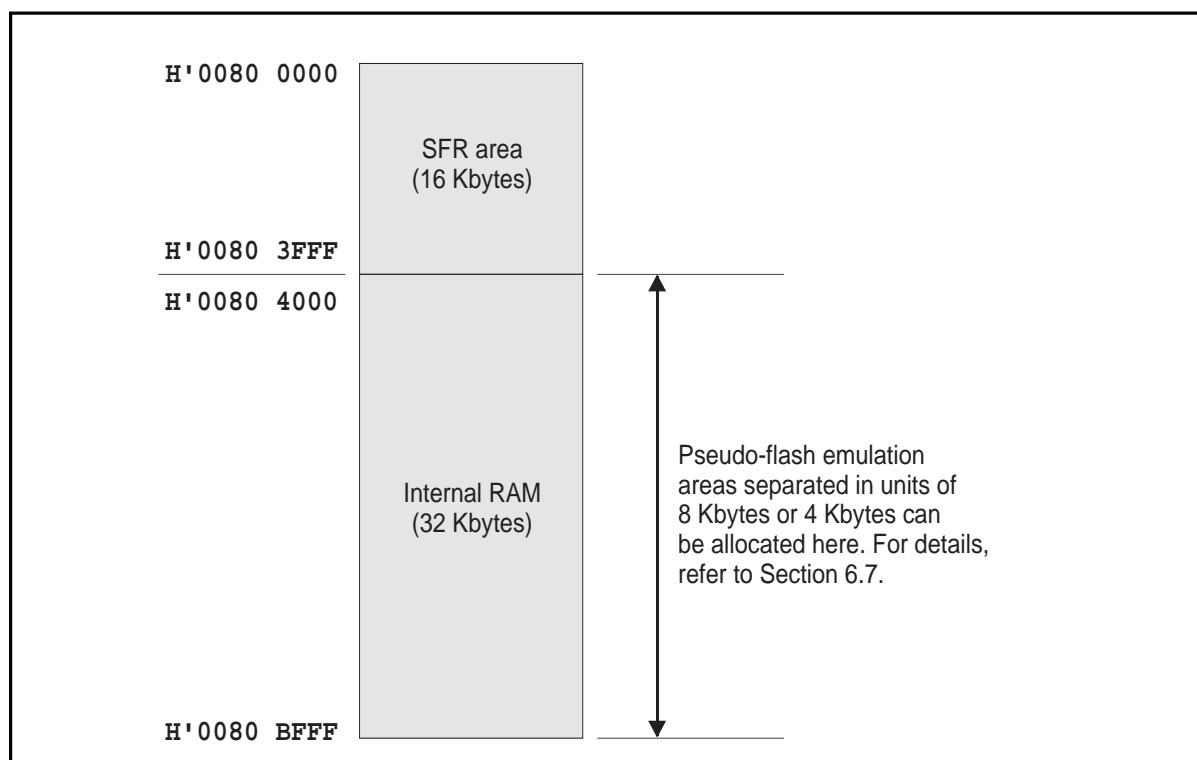 H'0080 0000
SFR area
(16 Kbytes)
H'0080 3FFF
H'0080 4000
Internal RAM
(32 Kbytes)
Pseudo-flash emulation
areas separated in units of
8 Kbytes or 4 Kbytes can
be allocated here. For details,
refer to Section 6.7.
H'0080 BFFF